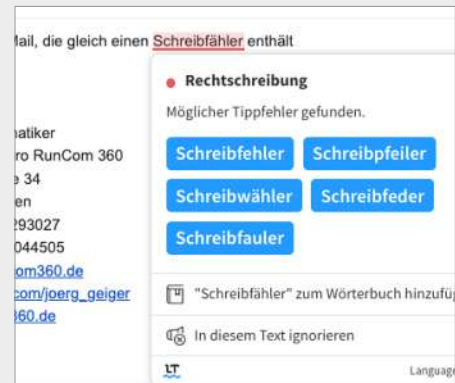 Mail, die gleich einen Schreibfähler enthält
Rechtschreibung
Möglicher Tippfehler gefunden.
Schreibfehler Schreibpfeiler
Schreibwähler Schreibfeder
Schreibfauler
"Schreibfähler" zum Wörterbuch hinzufüg
In diesem Text ignorieren
LT Language
atiker
ro RunCom 360
e 34
en
293027
044505
om360.de
com/joerg_geiger
360.de